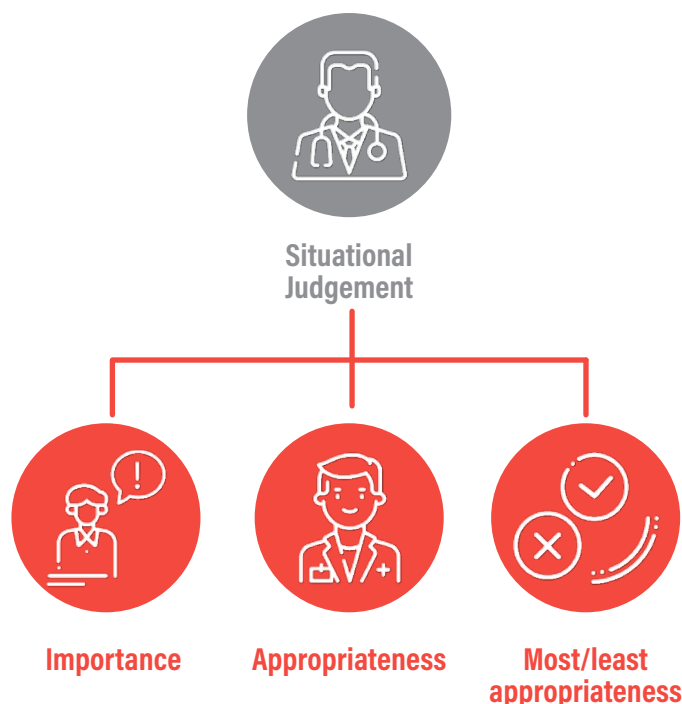 Situational
Judgement
Importance
Appropriateness
Most/least
appropriateness